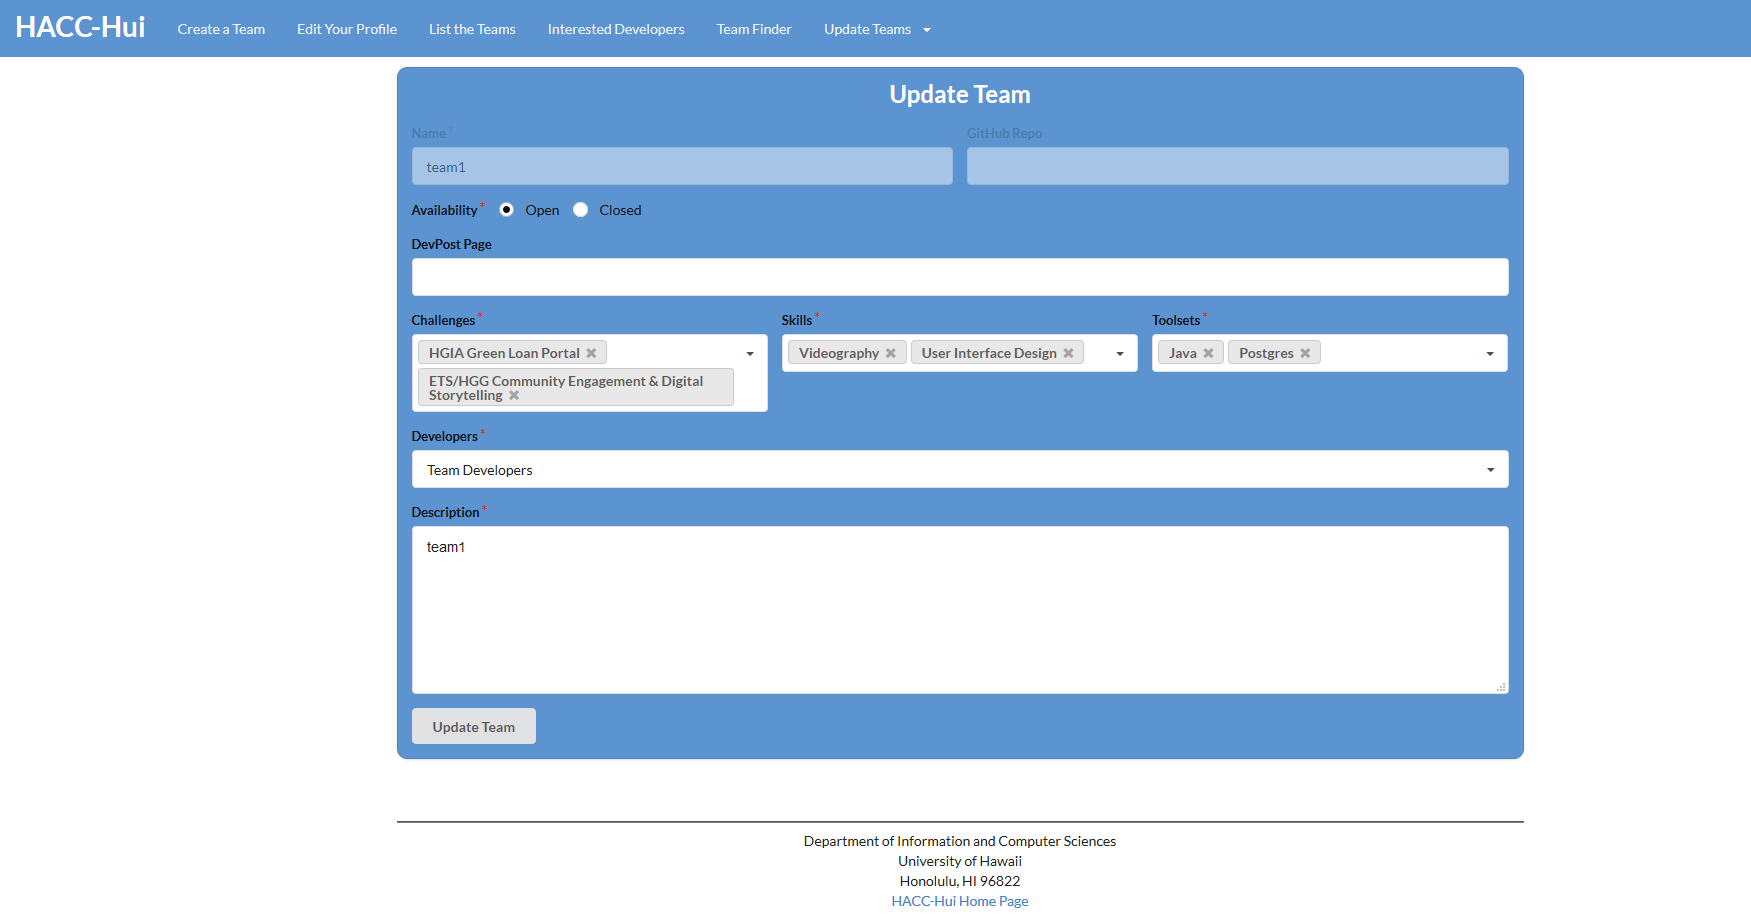 HACC-Hui Create a Team Edit Your Profile List the Teams Interested Developers Team Finder Update Teams
Update Team
Name * GitHub Repo
team1
Availability * Open Closed
DevPost Page
Challenges * Skills * Toolsets *
HGIA Green Loan Portal Videography User Interface Design Java Postgres
ETS/HGG Community Engagement & Digital
Storytelling
Developers *
Team Developers
Description *
team1
Update Team
Department of Information and Computer Sciences
University of Hawaii
Honolulu, HI 96822
HACC-Hui Home Page